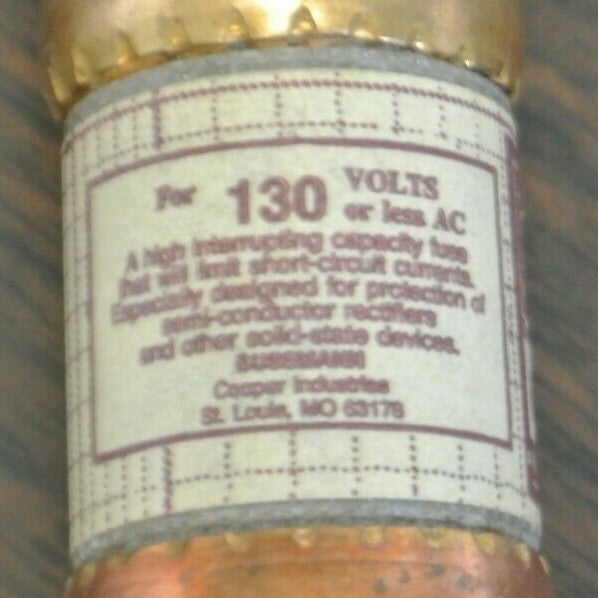 For 130 VOLTS or less AC
A high interrupting capacity fuse
that will limit short-circuit currents.
Especially designed for protection of
semi-conductor rectifiers
and other solid-state devices.
BUSSMANN
Cooper Industries
St. Louis, MO 63178